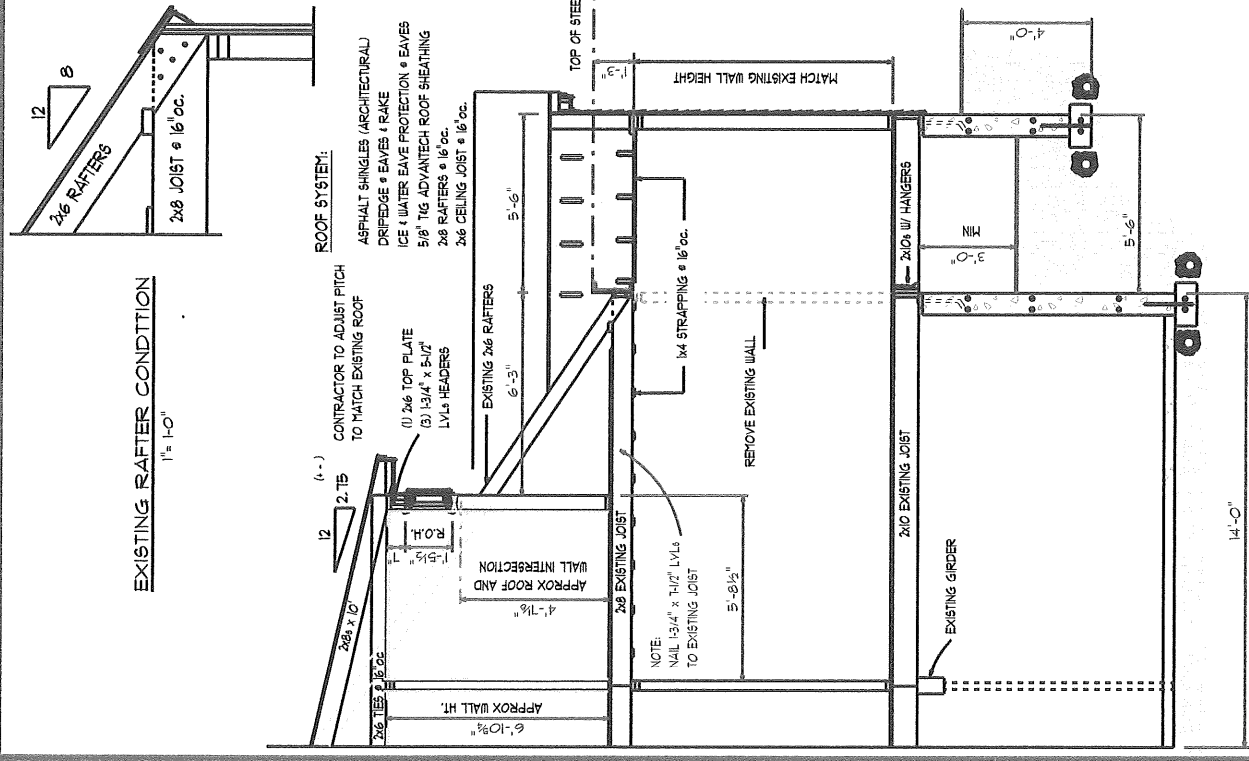 12
8
2x6 RAFTERS
2x8 JOIST @ 16"oc.
EXISTING RAFTER CONDITION
1"= 1-0"
ROOF SYSTEM:
ASPHALT SHINGLES (ARCHITECTURAL)
DRIPEDGE @ EAVES & RAKE
ICE & WATER EAVE PROTECTION @ EAVES
5/8" T&G ADVANTECH ROOF SHEATHING
2x8 RAFTERS @ 16"oc.
2x6 CEILING JOIST @ 16"oc.
CONTRACTOR TO ADJUST PITCH
TO MATCH EXISTING ROOF
(+ -)
12
2.75
(1) 2x6 TOP PLATE
(3) 1-3/4" x 5-1/2"
LVLs HEADERS
EXISTING 2x6 RAFTERS
6'-3"
5'-6"
TOP OF STEE
1'-3"
MATCH EXISTING WALL HEIGHT
2x8s x 10'
2x6 TIES @ 16"oc
7"
1'-5½"
R.O.H.
APPROX ROOF AND
WALL INTERSECTION
4'-7⅛"
APPROX WALL HT.
6'-10¾"
2x8 EXISTING JOIST
1x4 STRAPPING @ 16"oc.
REMOVE EXISTING WALL
NOTE:
NAIL 1-3/4" x 7-1/2" LVLs
TO EXISTING JOIST
5'-8½"
2x10 EXISTING JOIST
2x10s W/ HANGERS
EXISTING GIRDER
MIN
3'-0"
4'-0"
5'-6"
14'-0"